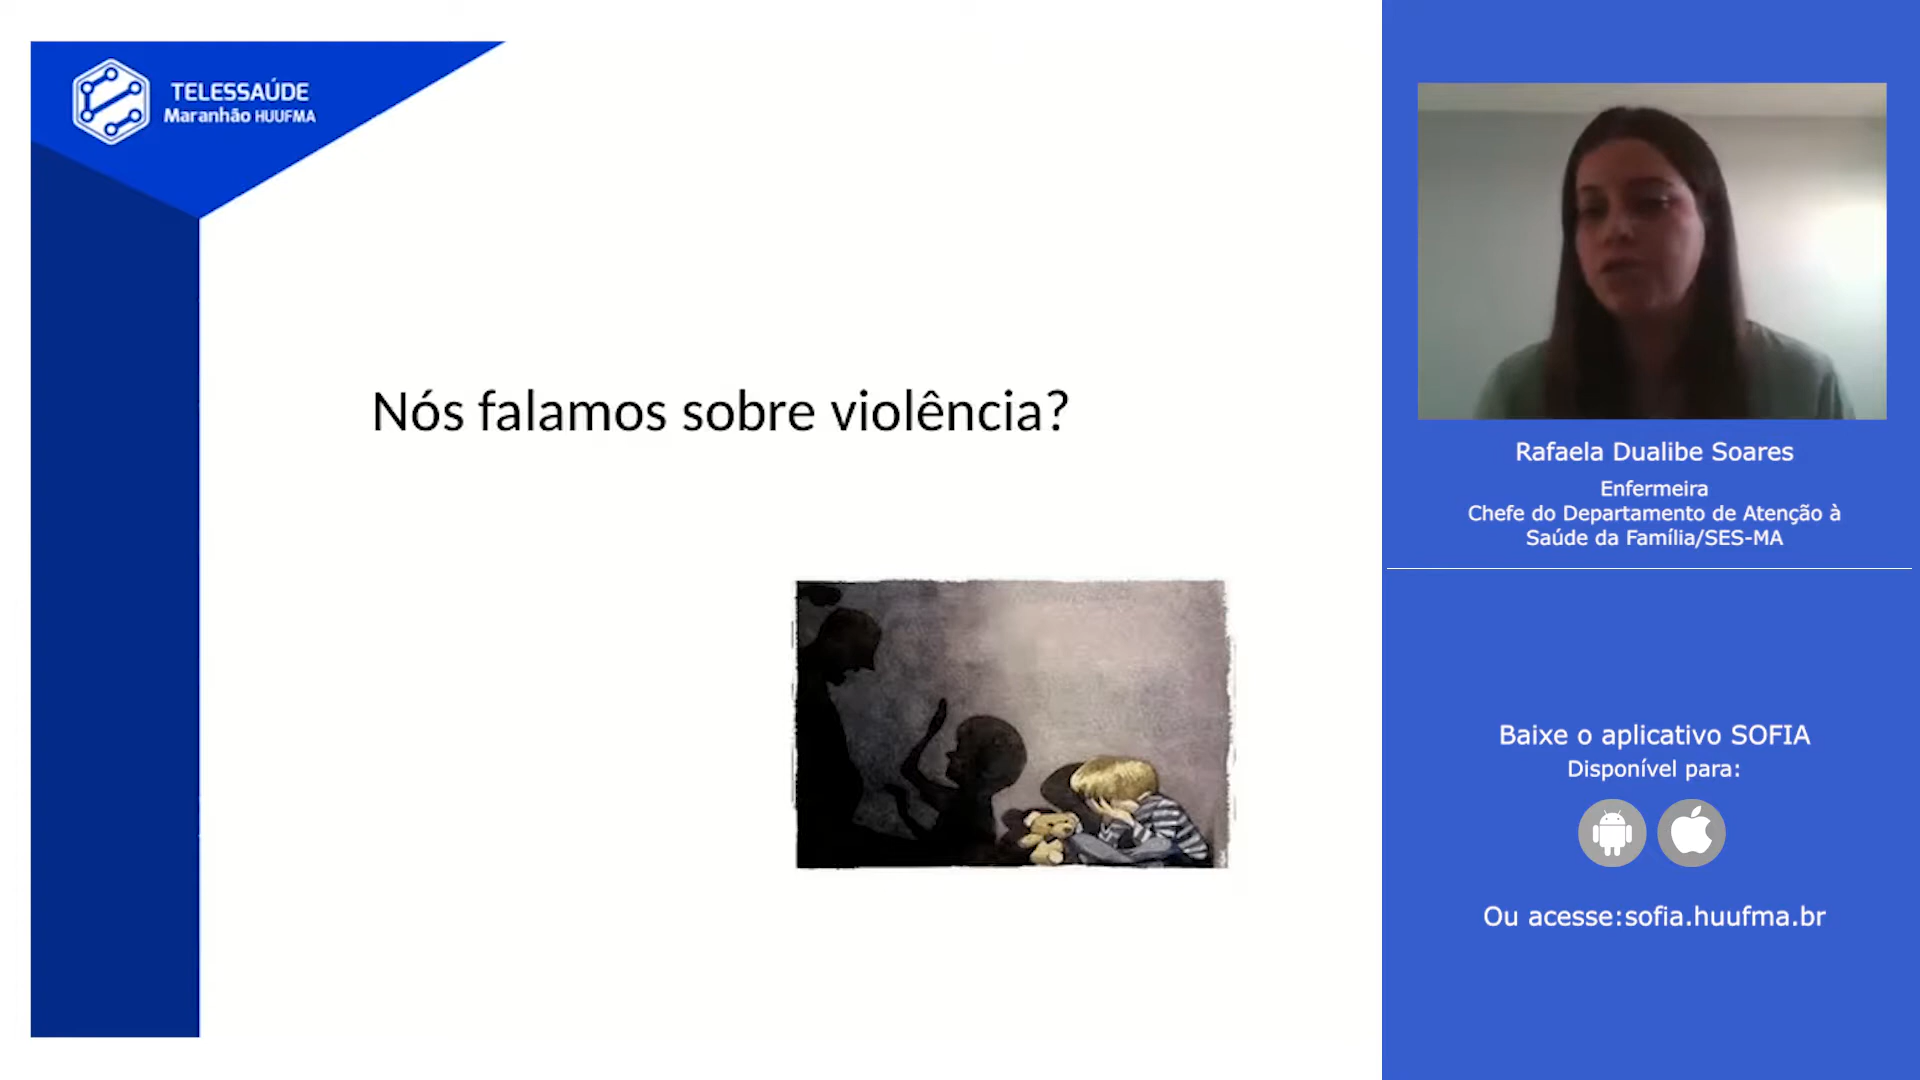 TELESSAÚDE
Maranhão HUUFMA
Nós falamos sobre violência?
Rafaela Dualibe Soares
Enfermeira
Chefe do Departamento de Atenção à
Saúde da Família/SES-MA
Baixe o aplicativo SOFIA
Disponível para:
Ou acesse:sofia.huufma.br